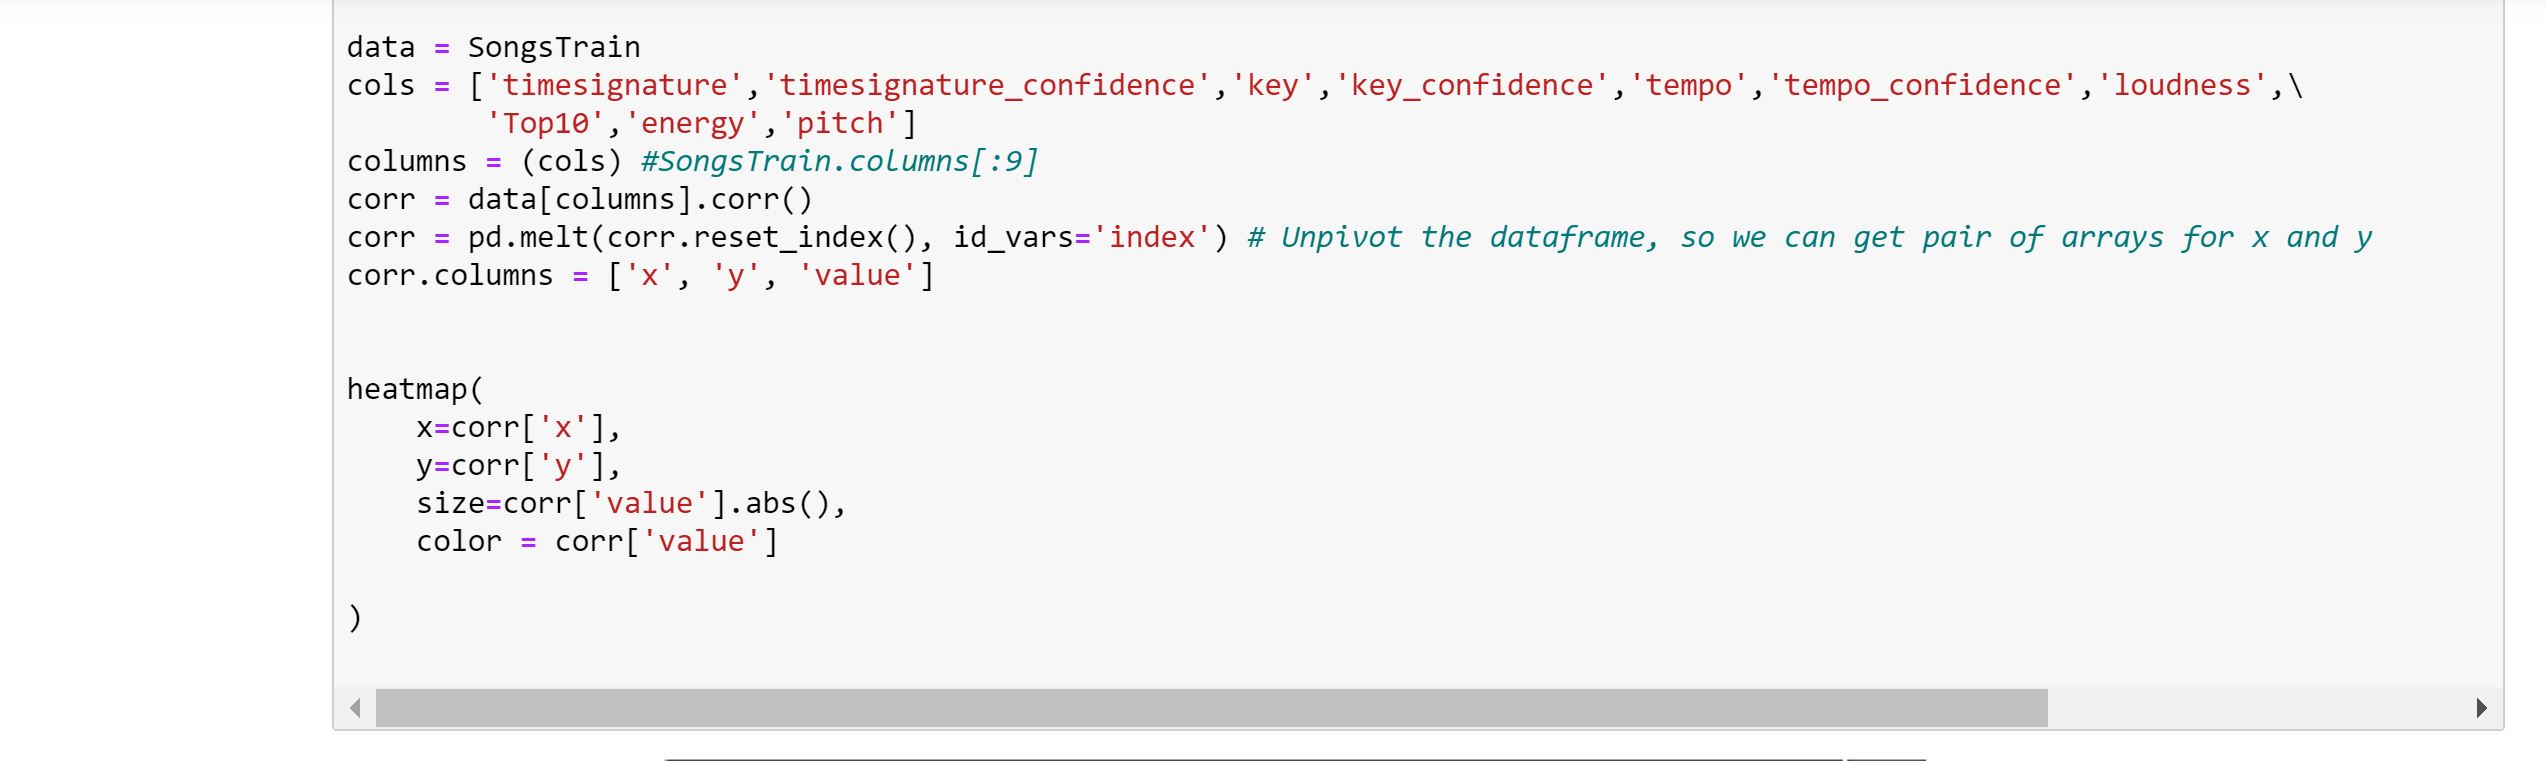 data = SongsTrain
cols = ['timesignature','timesignature_confidence','key','key_confidence','tempo','tempo_confidence','loudness',\
        'Top10','energy','pitch']
columns = (cols) #SongsTrain.columns[:9]
corr = data[columns].corr()
corr = pd.melt(corr.reset_index(), id_vars='index') # Unpivot the dataframe, so we can get pair of arrays for x and y
corr.columns = ['x', 'y', 'value']
heatmap(
    x=corr['x'],
    y=corr['y'],
    size=corr['value'].abs(),
    color = corr['value']
)